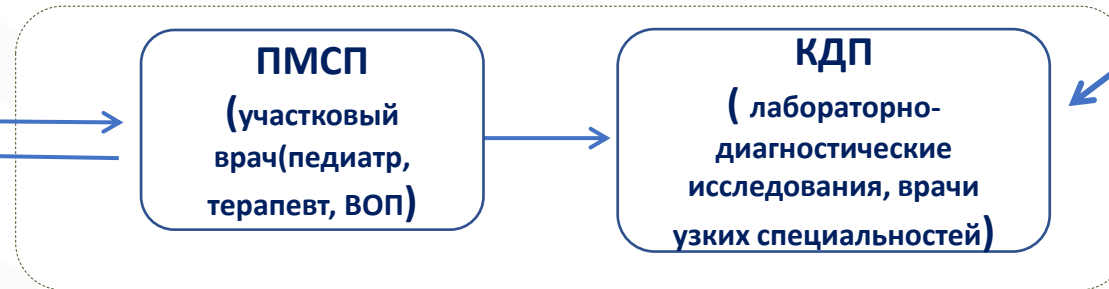 ПМСП
(участковый
врач(педиатр,
терапевт, ВОП)
КДП
( лабораторно-
диагностические
исследования, врачи
узких специальностей)